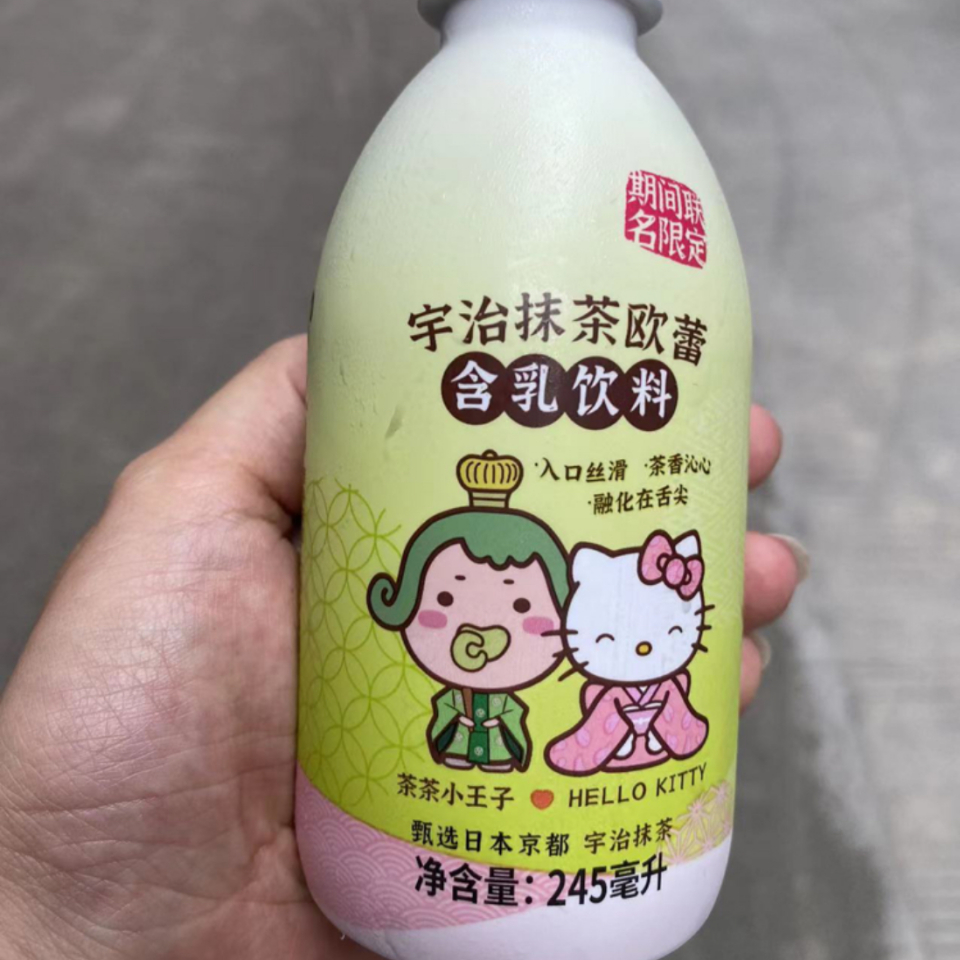 期间联
名限定
宇治抹茶欧蕾
含乳饮料
·入口丝滑 ·茶香沁心
·融化在舌尖
茶茶小王子 HELLO KITTY
甄选日本京都 宇治抹茶
净含量：245毫升